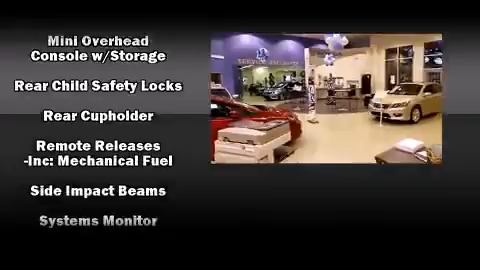 Mini Overhead
Console w/Storage
Rear Child Safety Locks
Rear Cupholder
Remote Releases
-Inc: Mechanical Fuel
Side Impact Beams
Systems Monitor